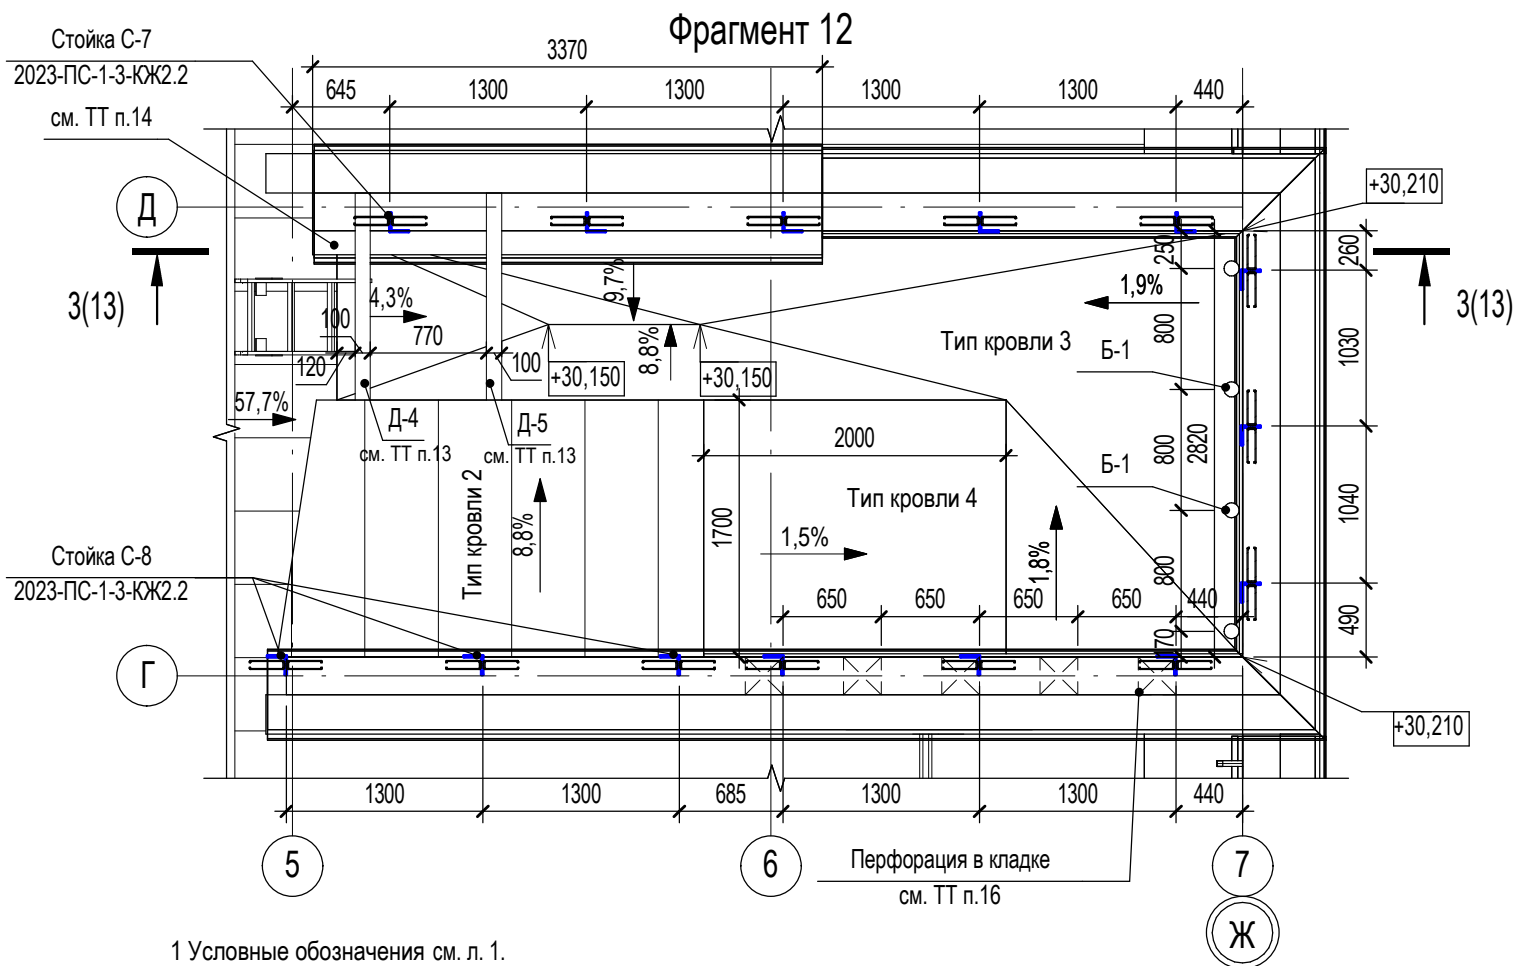 Фрагмент 12
Стойка С-7
2023-ПС-1-3-КЖ2.2
см. ТТ п.14
3370
645
1300
1300
1300
1300
440
Д
+30,210
3(13)
3(13)
250
260
4,3%
9,7%
1,9%
100
770
120
100
800
1030
8,8%
Тип кровли 3
Б-1
+30,150
+30,150
57,7%
Д-4
см. ТТ п.13
Д-5
см. ТТ п.13
2000
800
2820
Б-1
Тип кровли 2
8,8%
1700
Тип кровли 4
1,5%
1,8%
1040
Стойка С-8
2023-ПС-1-3-КЖ2.2
800
650
650
650
650
440
490
Г
+30,210
1300
1300
685
1300
1300
440
5
6
7
Ж
Перфорация в кладке
см. ТТ п.16
1 Условные обозначения см. л. 1.